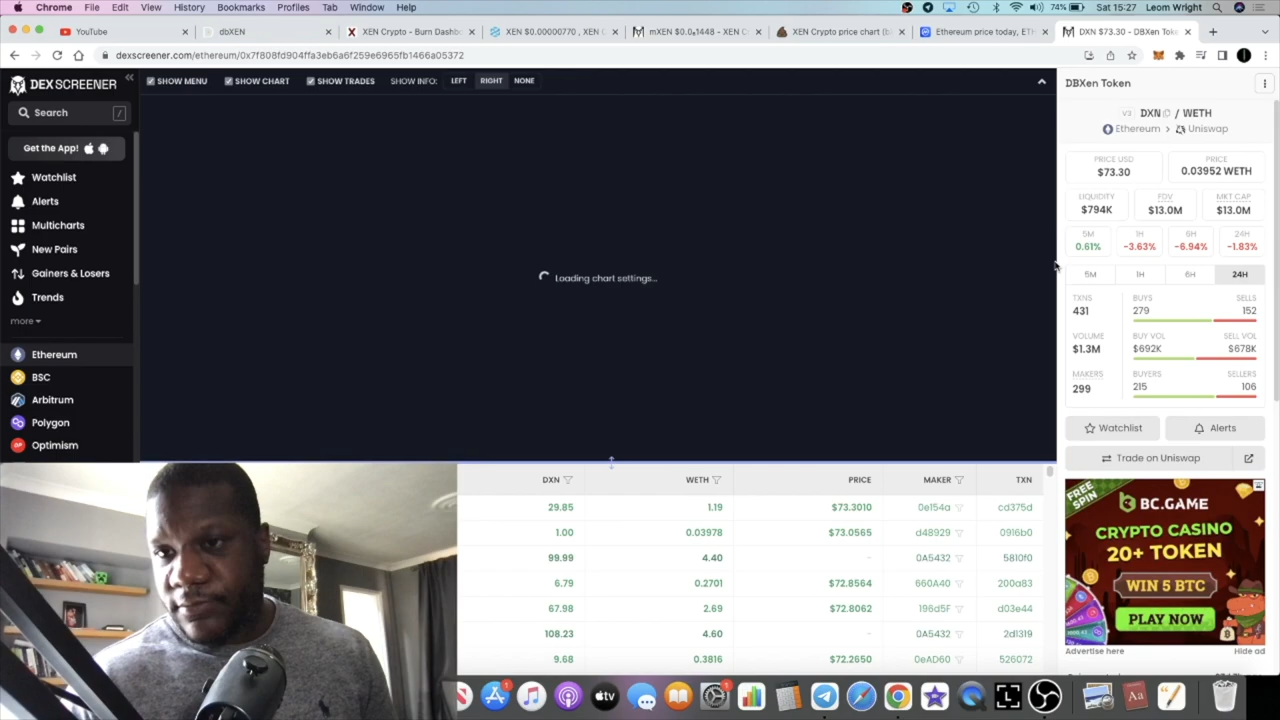 Chrome File Edit View History Bookmarks Profiles Tab Window Help 74% Sat 15:27 Leom Wright
YouTube × dbXEN × XEN Crypto - Burn Dashbo × XEN $0.00000770 , XEN C × mXEN $0.0₄1448 - XEN C × XEN Crypto price chart (b × Ethereum price today, ETH × DXN $73.30 - DBXen Toke × +
dexscreener.com/ethereum/0x7f808fd904ffa3eb6a6f259e6965fb1466a05372
DEX SCREENER
SHOW MENU SHOW CHART SHOW TRADES SHOW INFO: LEFT RIGHT NONE
Search /
Get the App!
Watchlist
Alerts
Multicharts
New Pairs
Gainers & Losers
Trends
more
Ethereum
BSC
Arbitrum
Polygon
Optimism
Loading chart settings...
DXN WETH PRICE MAKER TXN
29.85 1.19 $73.3010 0e154a cd375d
1.00 0.03978 $73.0565 d48929 0916b0
99.99 4.40 - 0A5432 5810f0
6.79 0.2701 $72.8564 660A40 200a83
67.98 2.69 $72.8062 196d5F d03e44
108.23 4.60 - 0A5432 2d1319
9.68 0.3816 $72.2650 0eAD60 526072
DBXen Token
V3 DXN / WETH
Ethereum > Uniswap
PRICE USD PRICE
$73.30 0.03952 WETH
LIQUIDITY FDV MKT CAP
$794K $13.0M $13.0M
5M 1H 6H 24H
0.61% -3.63% -6.94% -1.83%
5M 1H 6H 24H
TXNS BUYS SELLS
431 279 152
VOLUME BUY VOL SELL VOL
$1.3M $692K $678K
MAKERS BUYERS SELLERS
299 215 106
Watchlist Alerts
Trade on Uniswap
FREE SPIN
BC.GAME
CRYPTO CASINO
20+ TOKEN
WIN 5 BTC
PLAY NOW
Advertise here Hide ad